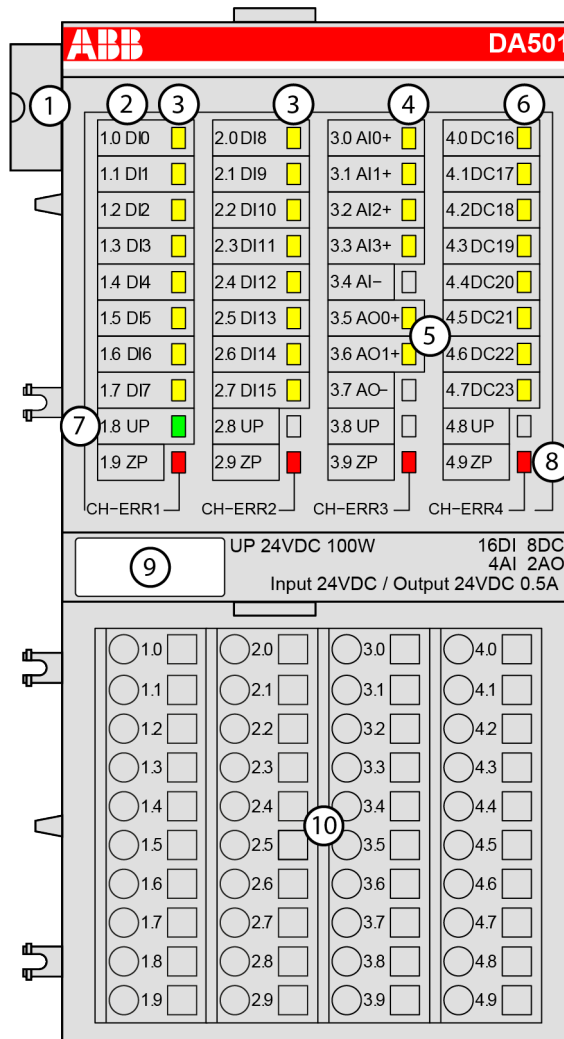 ABB DA501
1 2 3 3 4 6
1.0 DI0 2.0 DI8 3.0 AI0+ 4.0 DC16
1.1 DI1 2.1 DI9 3.1 AI1+ 4.1 DC17
1.2 DI2 2.2 DI10 3.2 AI2+ 4.2 DC18
1.3 DI3 2.3 DI11 3.3 AI3+ 4.3 DC19
1.4 DI4 2.4 DI12 3.4 AI– 4.4 DC20
1.5 DI5 2.5 DI13 3.5 AO0+ 4.5 DC21
5
1.6 DI6 2.6 DI14 3.6 AO1+ 4.6 DC22
1.7 DI7 2.7 DI15 3.7 AO– 4.7 DC23
7 1.8 UP 2.8 UP 3.8 UP 4.8 UP
1.9 ZP 2.9 ZP 3.9 ZP 4.9 ZP 8
CH–ERR1 CH–ERR2 CH–ERR3 CH–ERR4
9 UP 24VDC 100W 16DI 8DC
4AI 2AO
Input 24VDC / Output 24VDC 0.5A
1.0 2.0 3.0 4.0
1.1 2.1 3.1 4.1
1.2 2.2 3.2 4.2
1.3 2.3 3.3 4.3
1.4 2.4 3.4 4.4
10
1.5 2.5 3.5 4.5
1.6 2.6 3.6 4.6
1.7 2.7 3.7 4.7
1.8 2.8 3.8 4.8
1.9 2.9 3.9 4.9